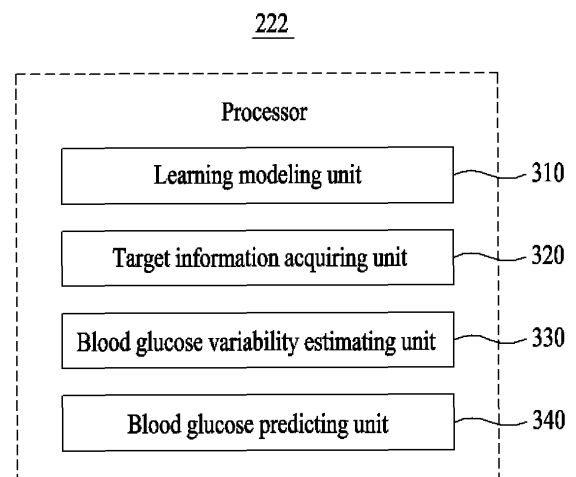 222
Processor
Learning modeling unit 310
Target information acquiring unit 320
Blood glucose variability estimating unit 330
Blood glucose predicting unit 340